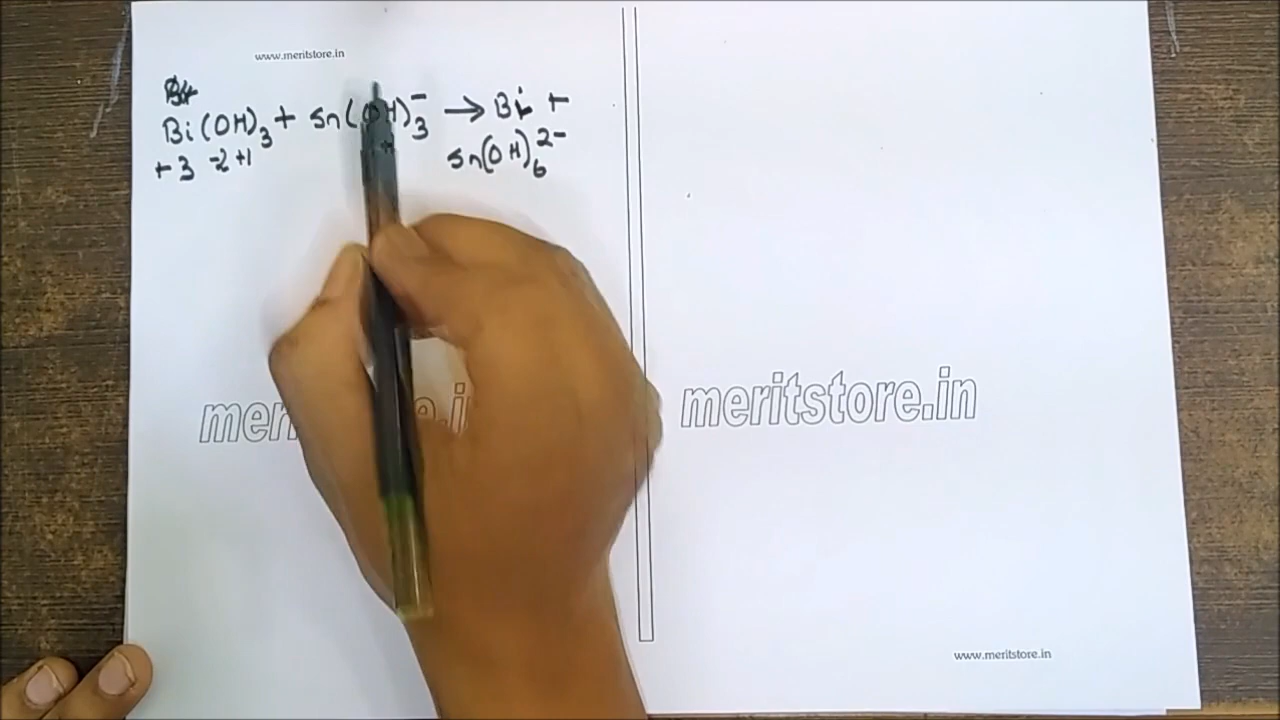 www.meritstore.in
Bi(OH)₃ + Sn(OH)₃⁻ → Bi +
+3 -2 +1
Sn(OH)₆²⁻
meritstore.in
www.meritstore.in